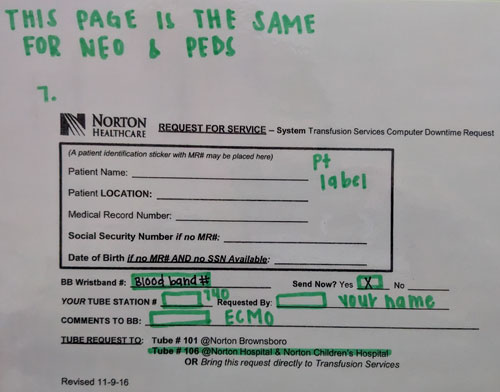 THIS PAGE IS THE SAME
FOR NEO & PEDS
7.
NORTON
HEALTHCARE
REQUEST FOR SERVICE – System Transfusion Services Computer Downtime Request
(A patient identification sticker with MR# may be placed here)
Pt
label
Patient Name:
Patient LOCATION:
Medical Record Number:
Social Security Number if no MR#:
Date of Birth if no MR# AND no SSN Available:
BB Wristband #: Blood band # Send Now? Yes X No
YOUR TUBE STATION # 740 Requested By: your name
COMMENTS TO BB: ECMO
TUBE REQUEST TO: Tube # 101 @Norton Brownsboro
Tube # 106 @Norton Hospital & Norton Children's Hospital
OR Bring this request directly to Transfusion Services
Revised 11-9-16